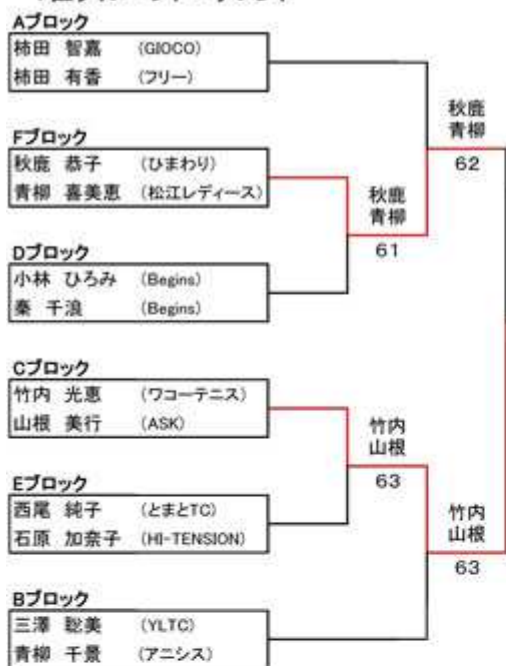 Aブロック
柿田 智嘉 (GIOCO)
柿田 有香 (フリー)
秋鹿
青柳
62
Fブロック
秋鹿 恭子 (ひまわり)
青柳 喜美恵 (松江レディース)
秋鹿
青柳
61
Dブロック
小林 ひろみ (Begins)
秦 千浪 (Begins)
Cブロック
竹内 光恵 (ワコーテニス)
山根 美行 (ASK)
竹内
山根
63
Eブロック
西尾 純子 (とまとTC)
石原 加奈子 (HI-TENSION)
竹内
山根
63
Bブロック
三澤 聡美 (YLTC)
青柳 千景 (アニシス)